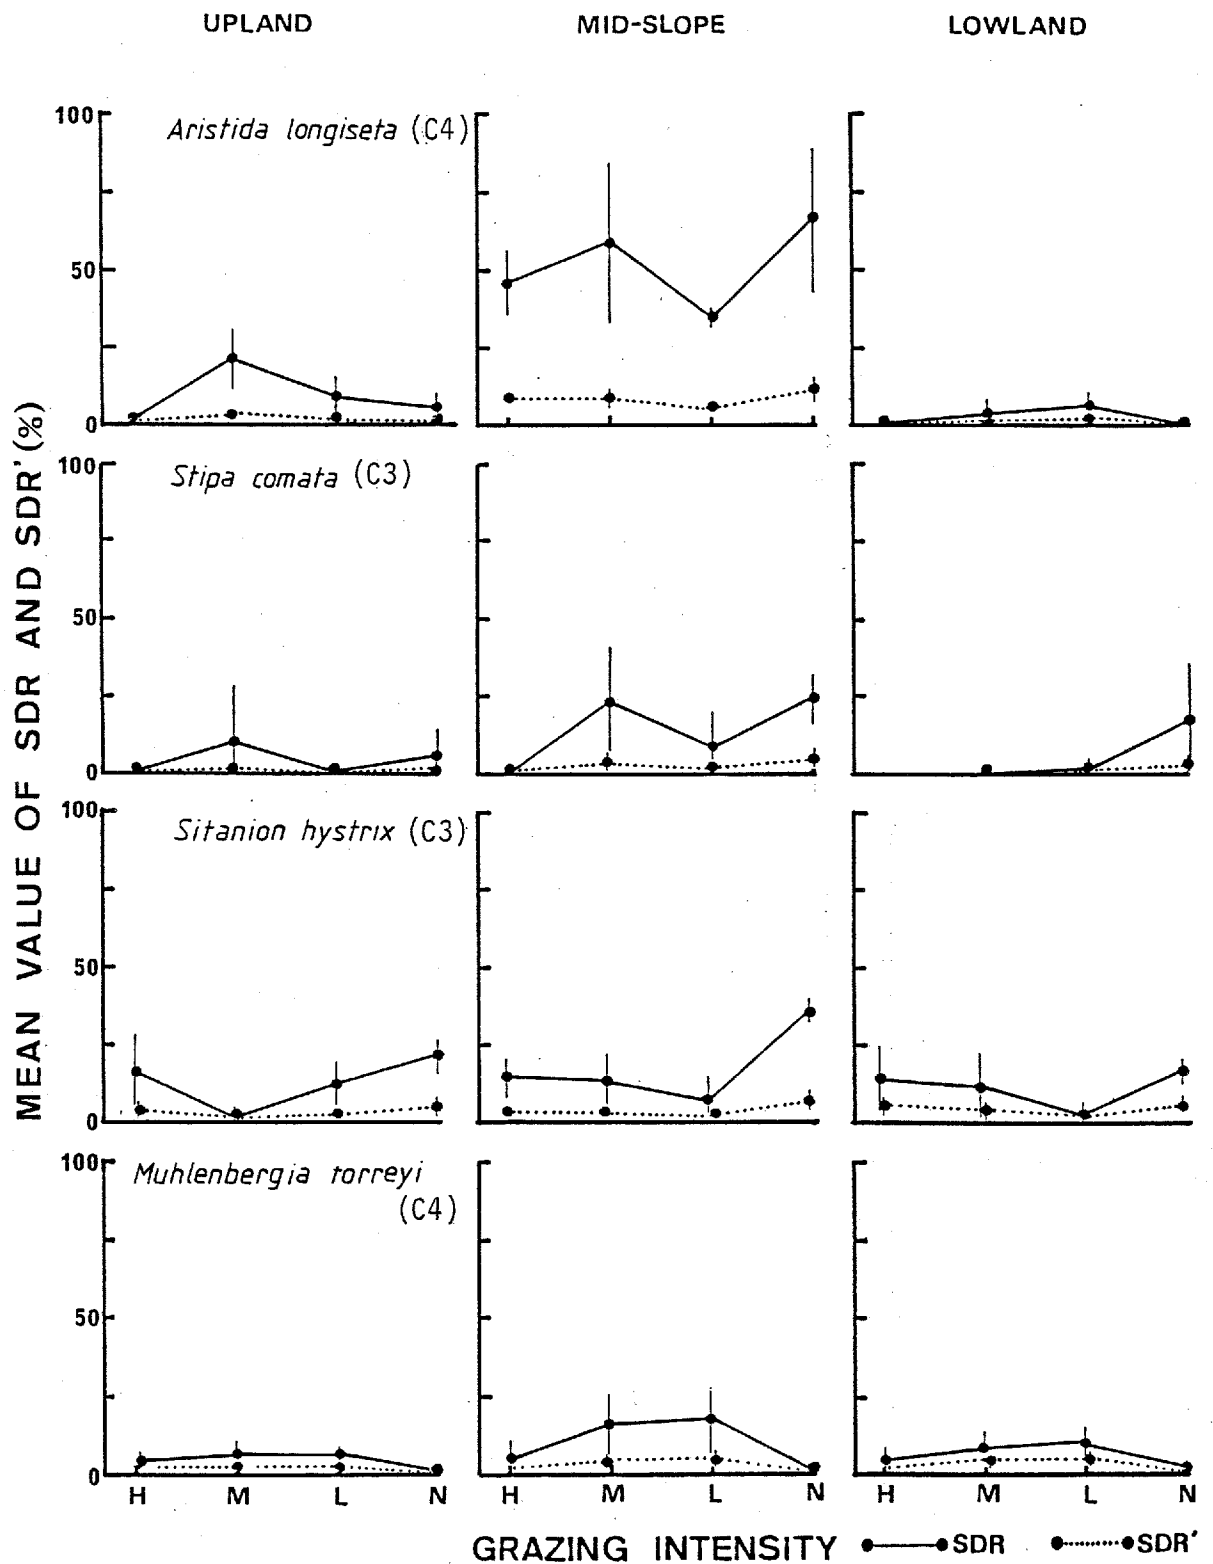 UPLAND MID-SLOPE LOWLAND
MEAN VALUE OF SDR AND SDR' (%)
100
Aristida longiseta (C4)
50
0
100
Stipa comata (C3)
50
0
100
Sitanion hystrix (C3)
50
0
100
Muhlenbergia torreyi
(C4)
50
0
H M L N H M L N H M L N
GRAZING INTENSITY SDR SDR'